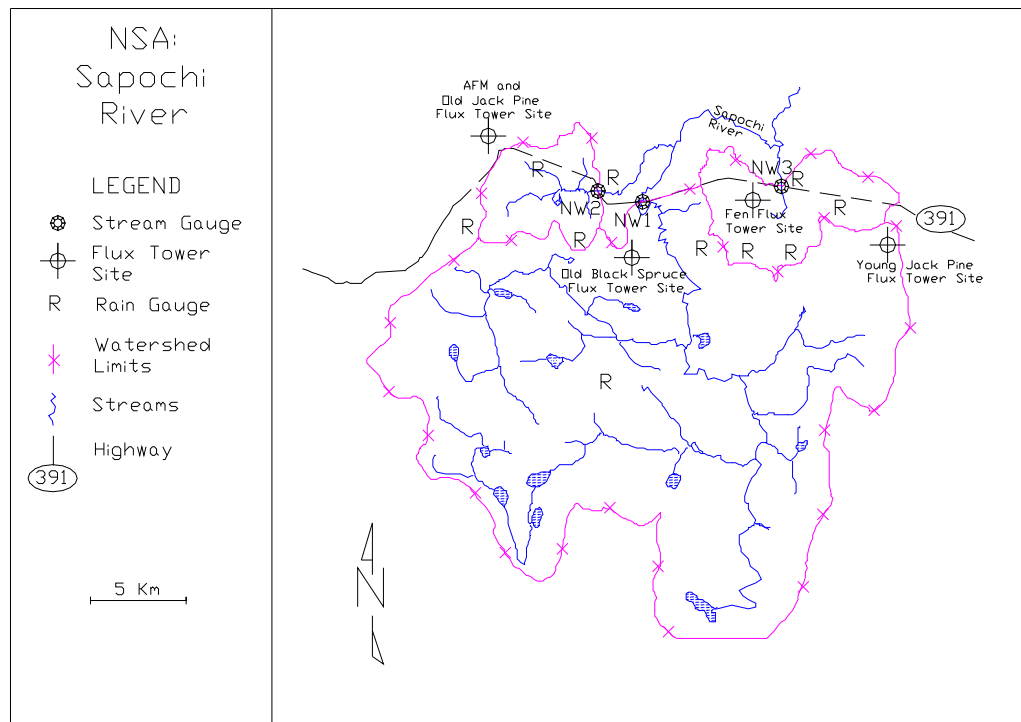 NSA:
Sapochi
River
LEGEND
Stream Gauge
Flux Tower
Site
R Rain Gauge
Watershed
Limits
Streams
Highway
391
5 Km
N
AFM and
Old Jack Pine
Flux Tower Site
Sapochi
River
R
R
NW2
NW1
NW3
R
Fen Flux
Tower Site
R
391
R
R
R
R
R
Old Black Spruce
Flux Tower Site
Young Jack Pine
Flux Tower Site
R